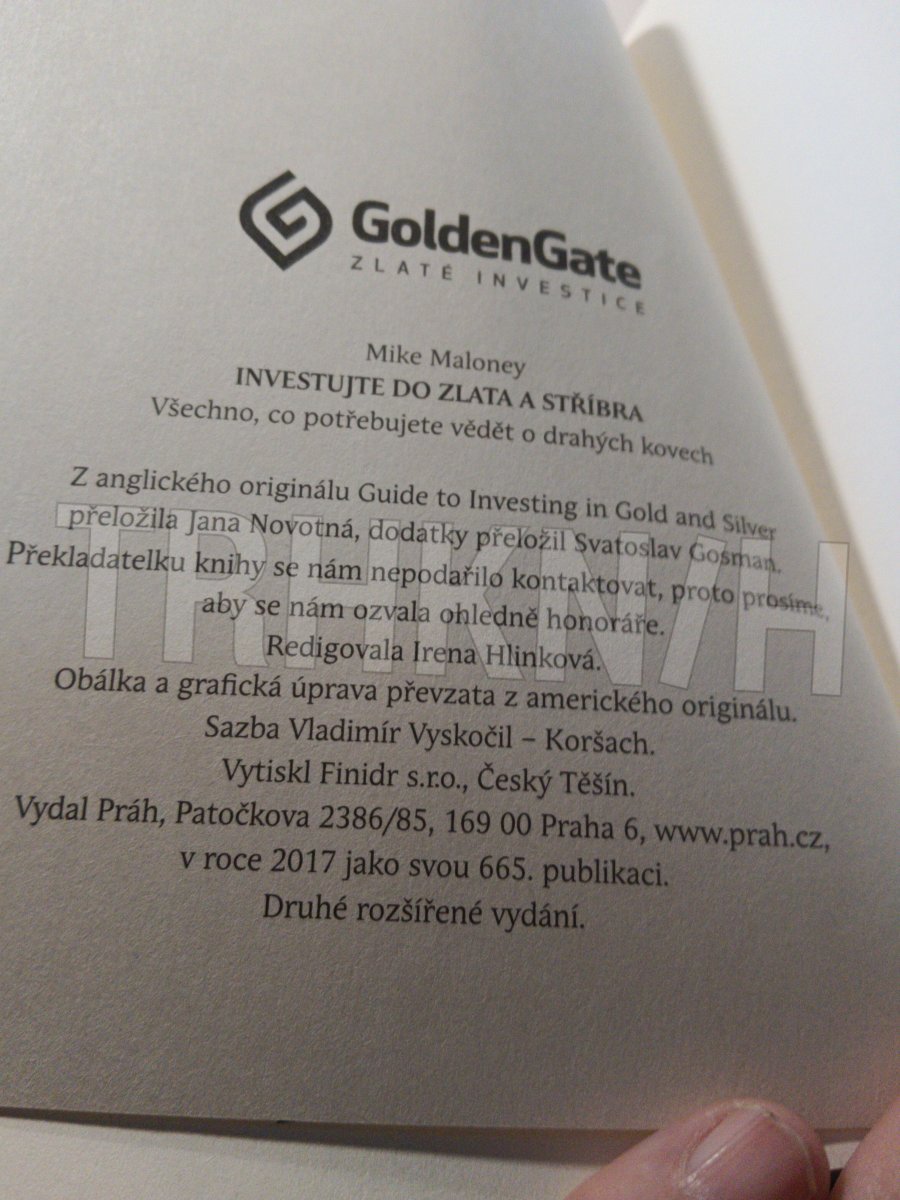 GoldenGate
ZLATÉ INVESTICE
Mike Maloney
INVESTUJTE DO ZLATA A STŘÍBRA
Všechno, co potřebujete vědět o drahých kovech
Z anglického originálu Guide to Investing in Gold and Silver
přeložila Jana Novotná, dodatky přeložil Svatoslav Gosman.
Překladatelku knihy se nám nepodařilo kontaktovat, proto prosíme,
aby se nám ozvala ohledně honoráře.
Redigovala Irena Hlinková.
Obálka a grafická úprava převzata z amerického originálu.
Sazba Vladimír Vyskočil – Koršach.
Vytiskl Finidr s.r.o., Český Těšín.
Vydal Práh, Patočkova 2386/85, 169 00 Praha 6, www.prah.cz,
v roce 2017 jako svou 665. publikaci.
Druhé rozšířené vydání.